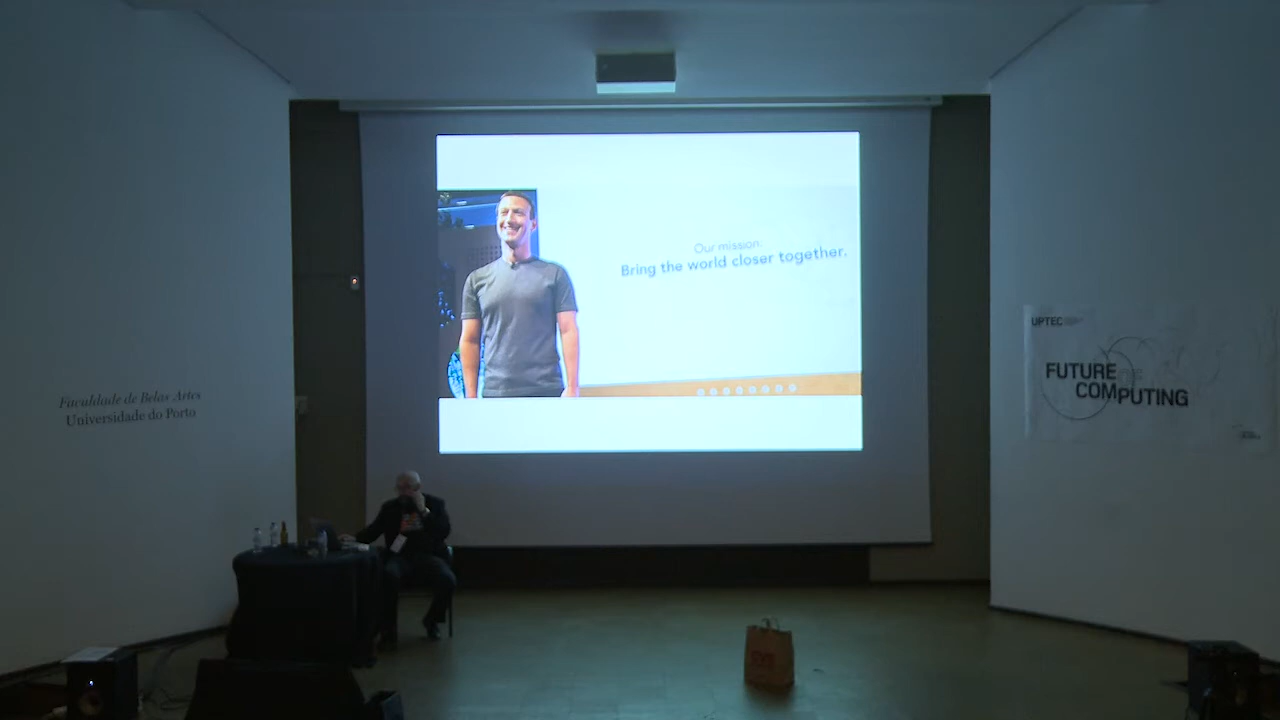 Our mission.
Bring the world closer together.
Faculdade de Belas Artes
Universidade do Porto
UPTEC
FUTURE
COMPUTING